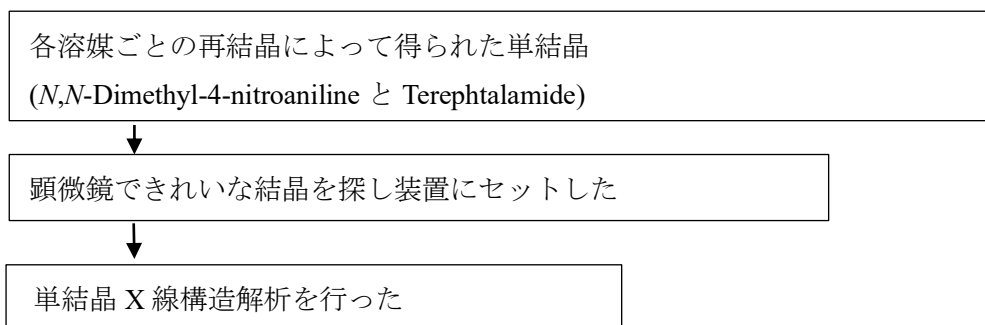 各溶媒ごとの再結晶によって得られた単結晶
(N,N-Dimethyl-4-nitroaniline と Terephtalamide)
顕微鏡できれいな結晶を探し装置にセットした
単結晶 X 線構造解析を行った